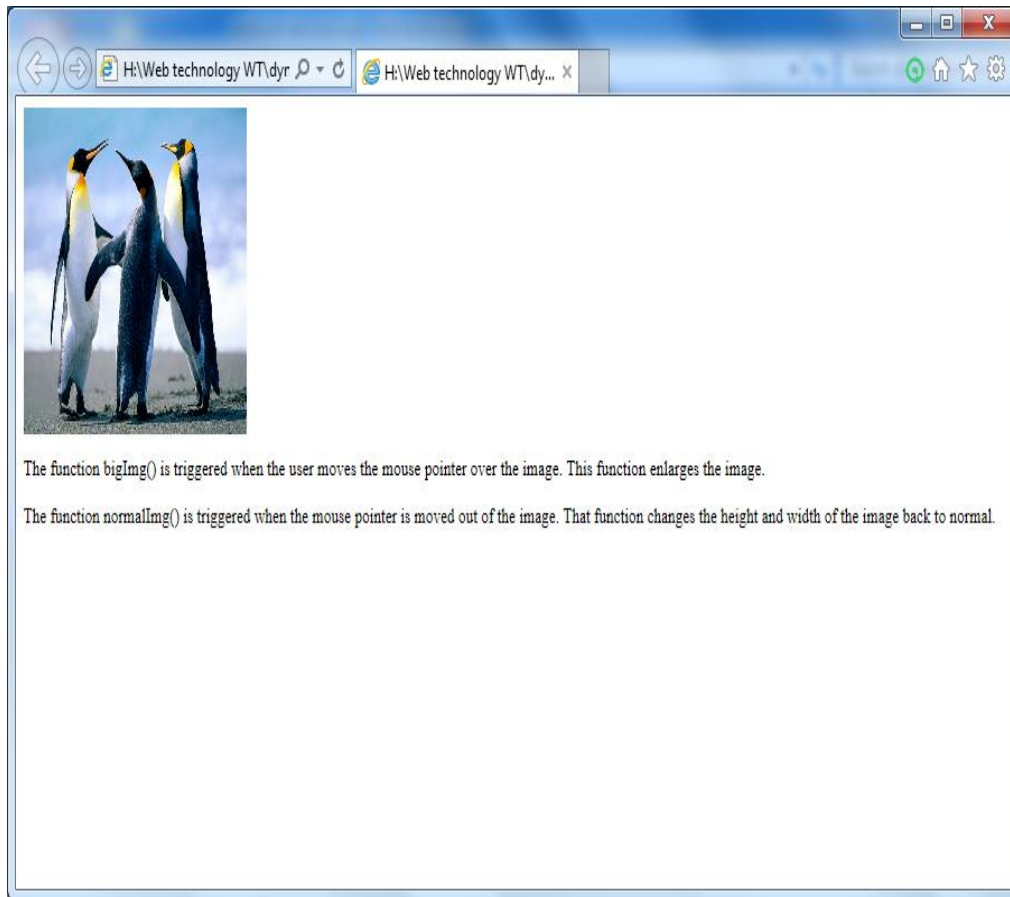 H:\Web technology WT\dyr
H:\Web technology WT\dy...
The function bigImg() is triggered when the user moves the mouse pointer over the image. This function enlarges the image.
The function normalImg() is triggered when the mouse pointer is moved out of the image. That function changes the height and width of the image back to normal.